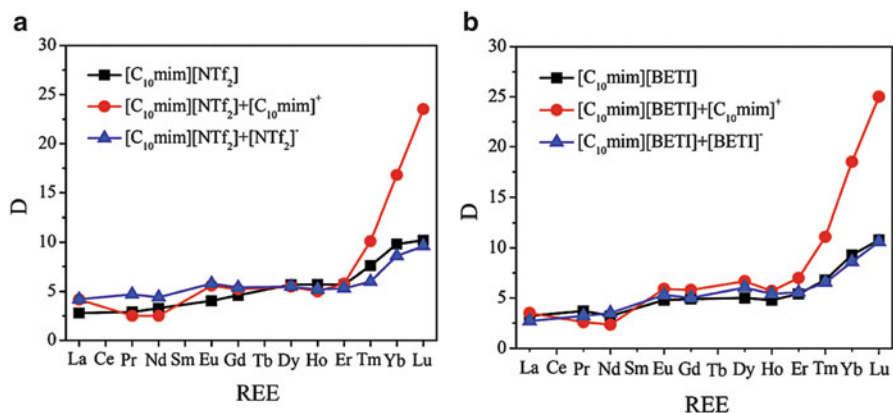 a
30
25
20
15
10
5
0
D
[C₁₀mim][NTf₂]
[C₁₀mim][NTf₂]+[C₁₀mim]⁺
[C₁₀mim][NTf₂]+[NTf₂]⁻
La Ce Pr Nd Sm Eu Gd Tb Dy Ho Er Tm Yb Lu
REE
b
30
25
20
15
10
5
0
D
[C₁₀mim][BETI]
[C₁₀mim][BETI]+[C₁₀mim]⁺
[C₁₀mim][BETI]+[BETI]⁻
La Ce Pr Nd Sm Eu Gd Tb Dy Ho Er Tm Yb Lu
REE